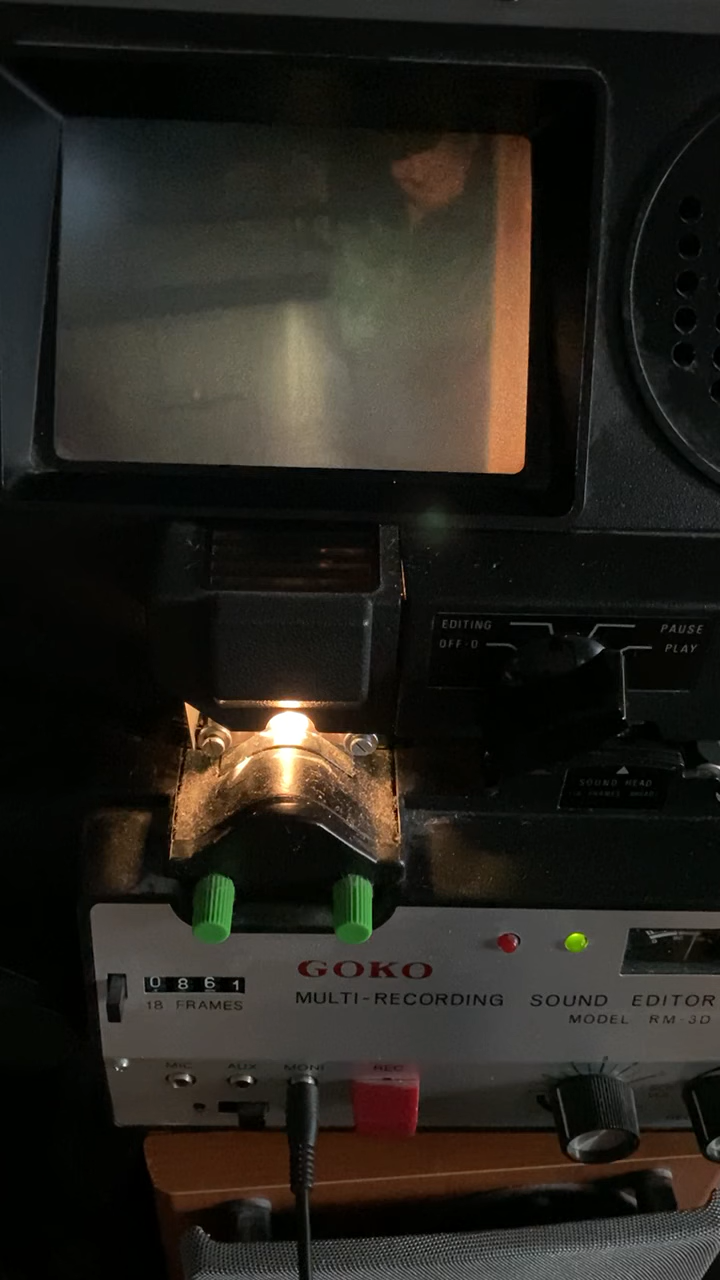 EDITING
PAUSE
OFF-O
PLAY
SOUND HEAD
GOKO
0861
18 FRAMES
MULTI-RECORDING SOUND EDITOR
MODEL RM-3D
MIC
AUX
MONI
REC